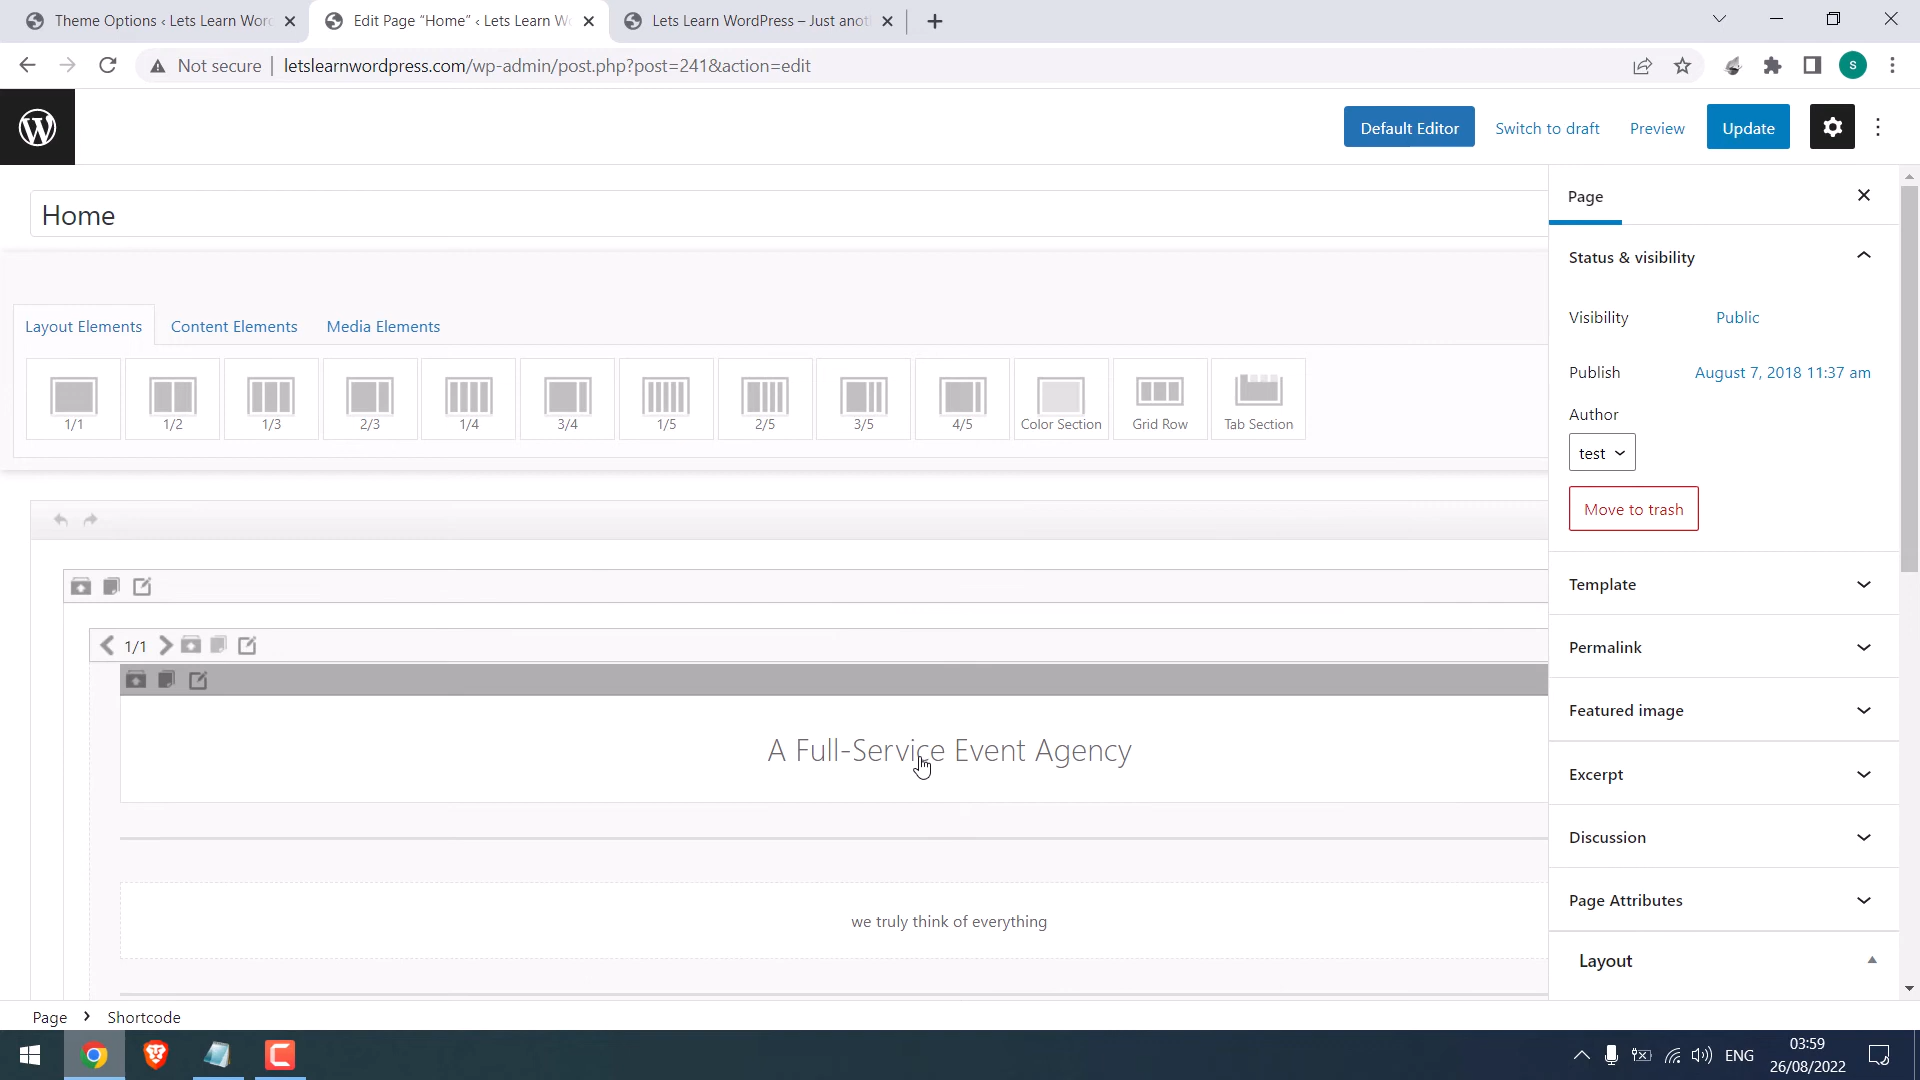 Theme Options ‹ Lets Learn Word
Edit Page “Home” ‹ Lets Learn W
Lets Learn WordPress – Just anot
Not secure
letslearnwordpress.com/wp-admin/post.php?post=241&action=edit
S
Default Editor
Switch to draft
Preview
Update
Home
Layout Elements
Content Elements
Media Elements
1/1
1/2
1/3
2/3
1/4
3/4
1/5
2/5
3/5
4/5
Color Section
Grid Row
Tab Section
1/1
A Full-Service Event Agency
we truly think of everything
Page
Status & visibility
Visibility
Public
Publish
August 7, 2018 11:37 am
Author
test
Move to trash
Template
Permalink
Featured image
Excerpt
Discussion
Page Attributes
Layout
Page
Shortcode
ENG
03:59
26/08/2022